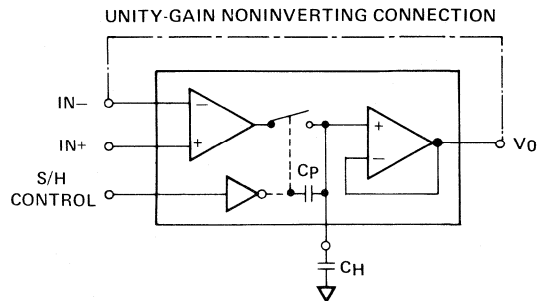 UNITY-GAIN NONINVERTING CONNECTION
IN−
−
+
IN+
+
−
VO
S/H
CONTROL
CP
CH